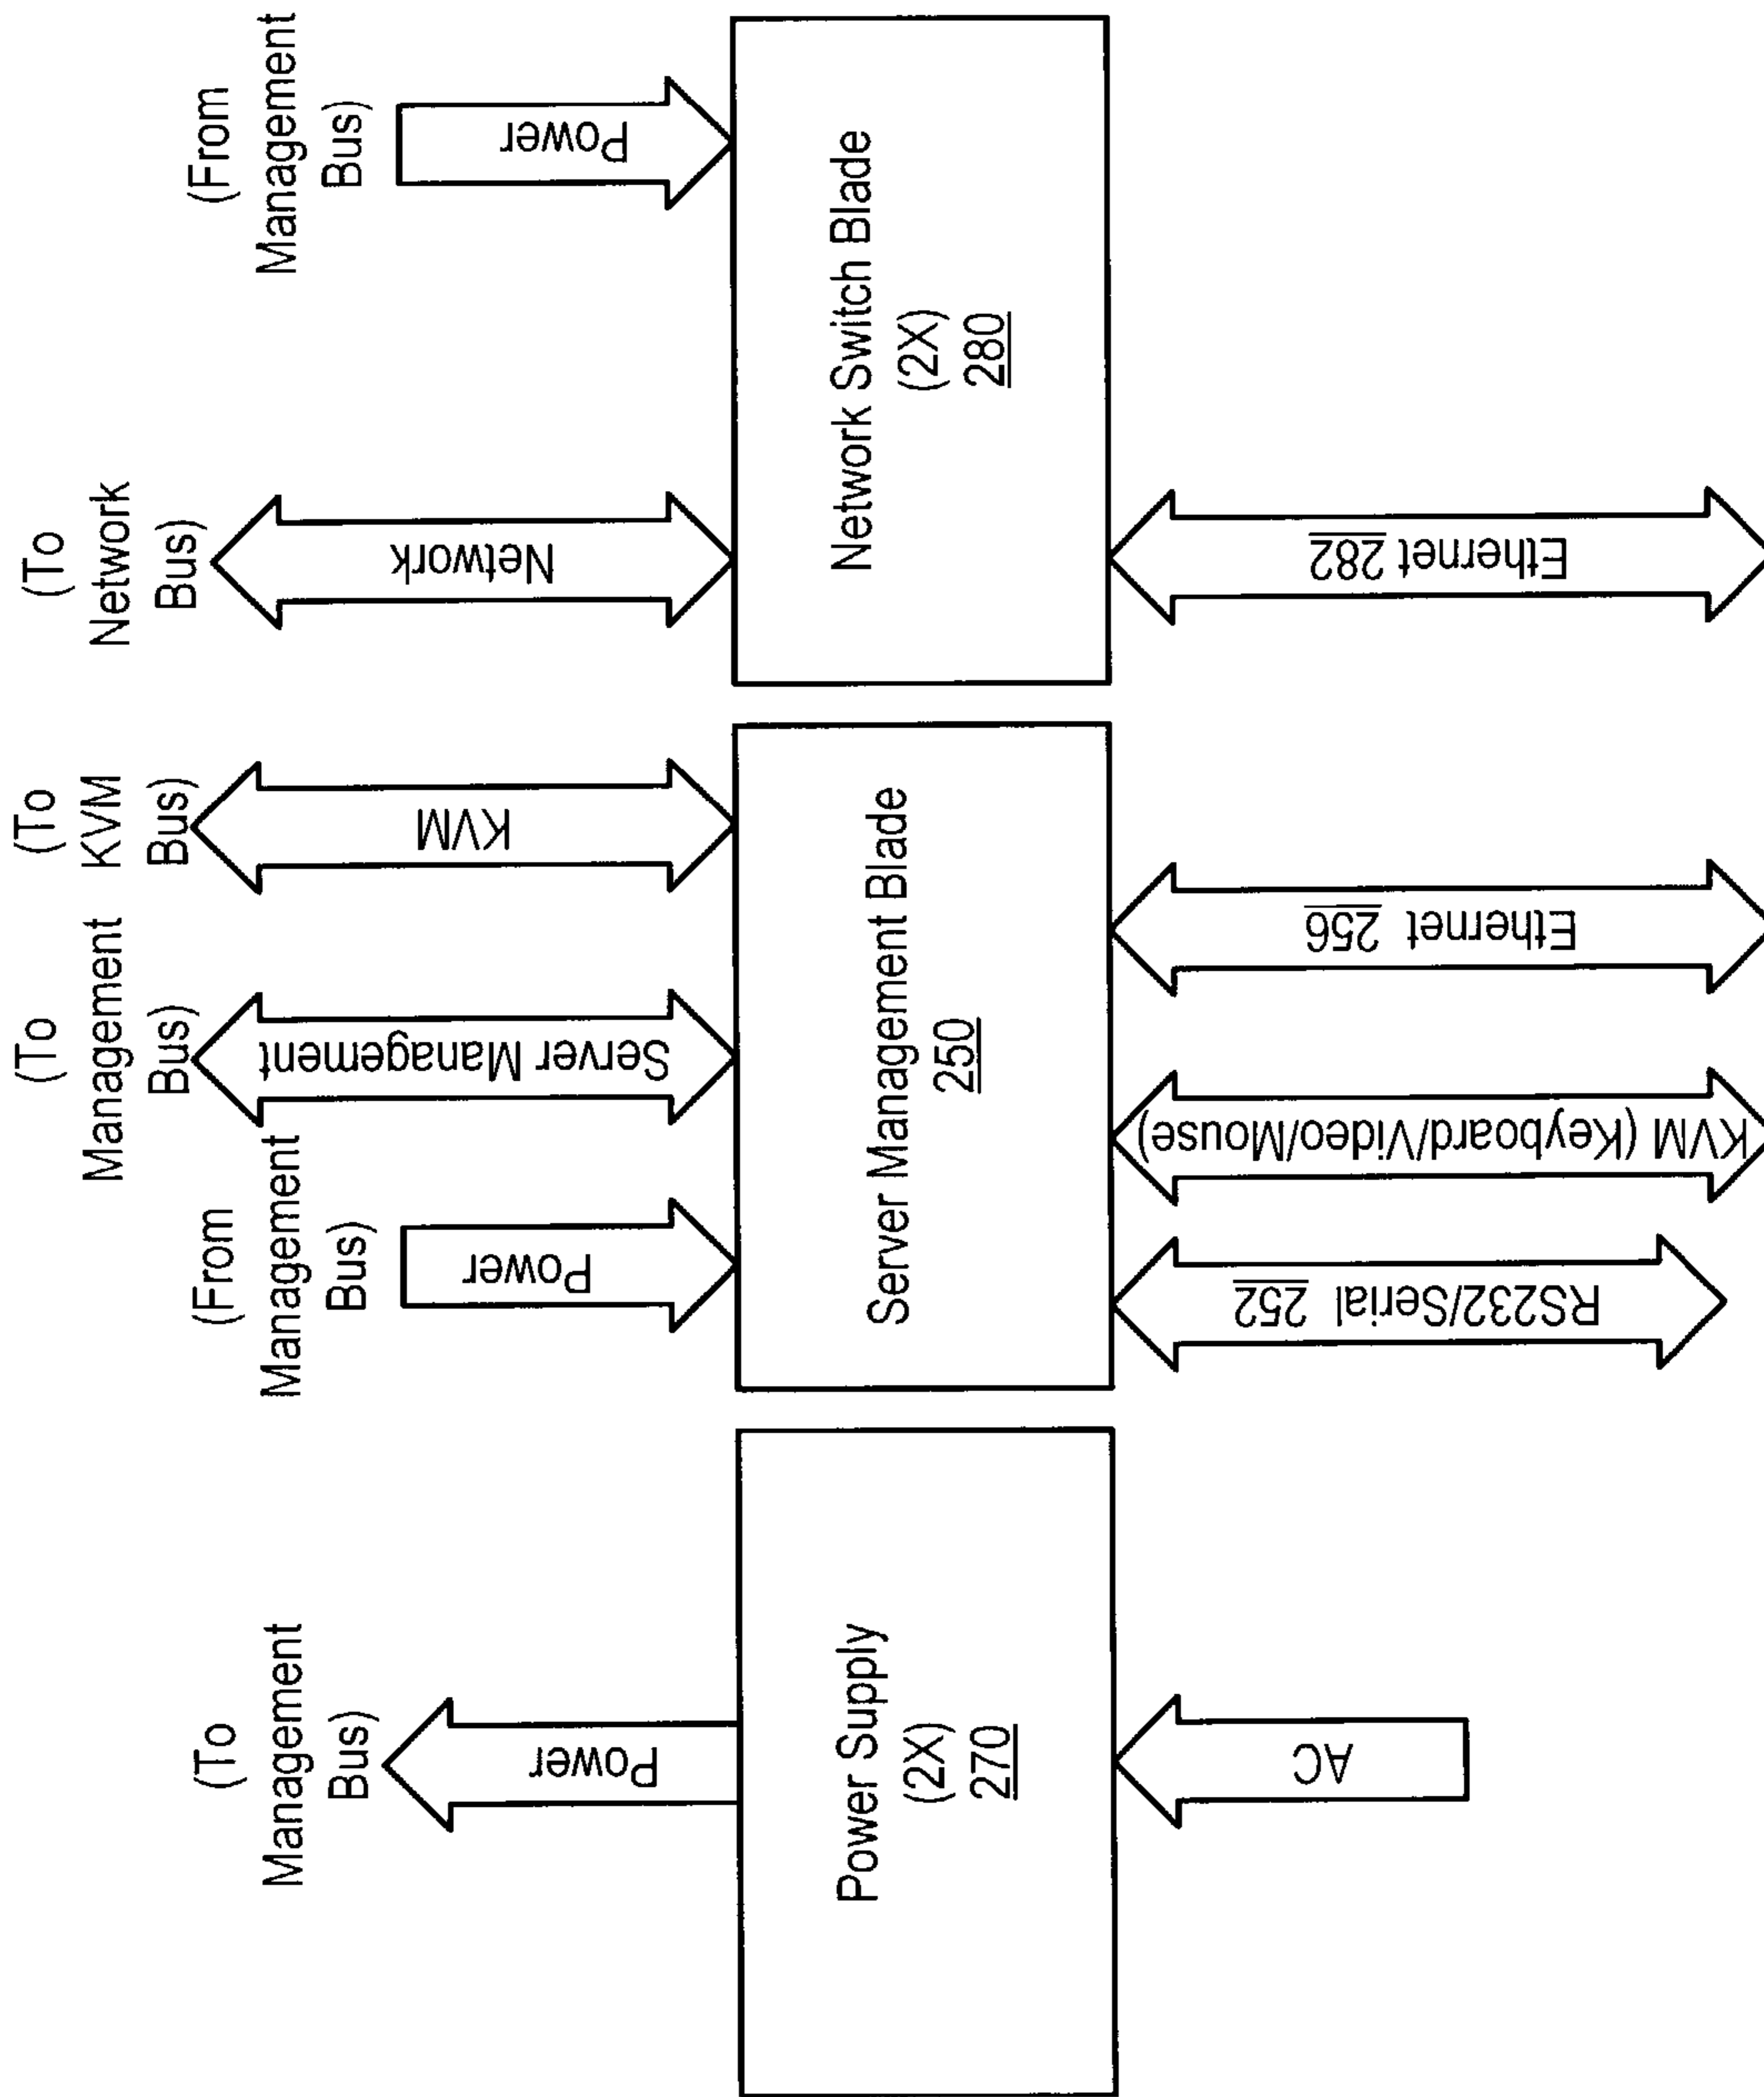 (To
Management
Bus)
Power
Power Supply
(2X)
270
AC
(From
Management
Bus)
Power
(To
Management
Bus)
Server Management
(To
KVM
Bus)
KVM
Server Management Blade
250
RS232/Serial 252
KVM (Keyboard/Video/Mouse)
Ethernet 256
(To
Network
Bus)
Network
(From
Management
Bus)
Power
Network Switch Blade
(2X)
280
Ethernet 282